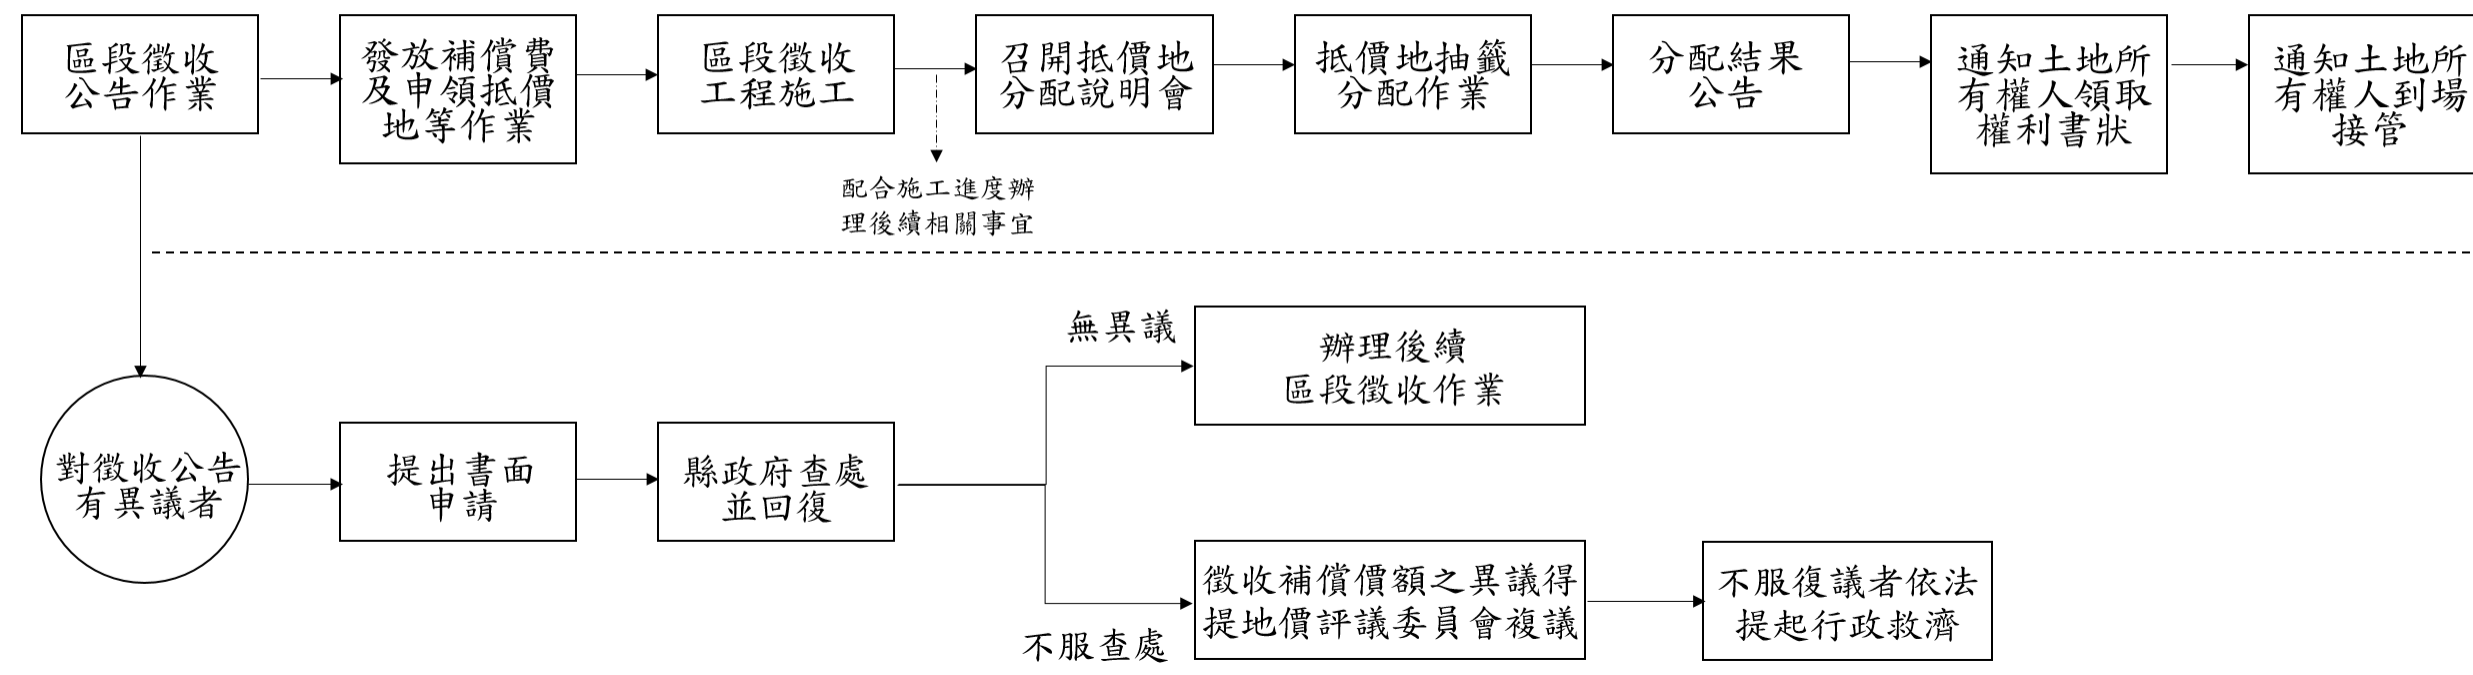 區段徵收
公告作業
發放補償費
及申領抵價
地等作業
區段徵收
工程施工
召開抵價地
分配說明會
抵價地抽籤
分配作業
分配結果
公告
通知土地所
有權人領取
權利書狀
通知土地所
有權人到場
接管
配合施工進度辦
理後續相關事宜
對徵收公告
有異議者
提出書面
申請
縣政府查處
並回復
無異議
辦理後續
區段徵收作業
不服查處
徵收補償價額之異議得
提地價評議委員會複議
不服復議者依法
提起行政救濟